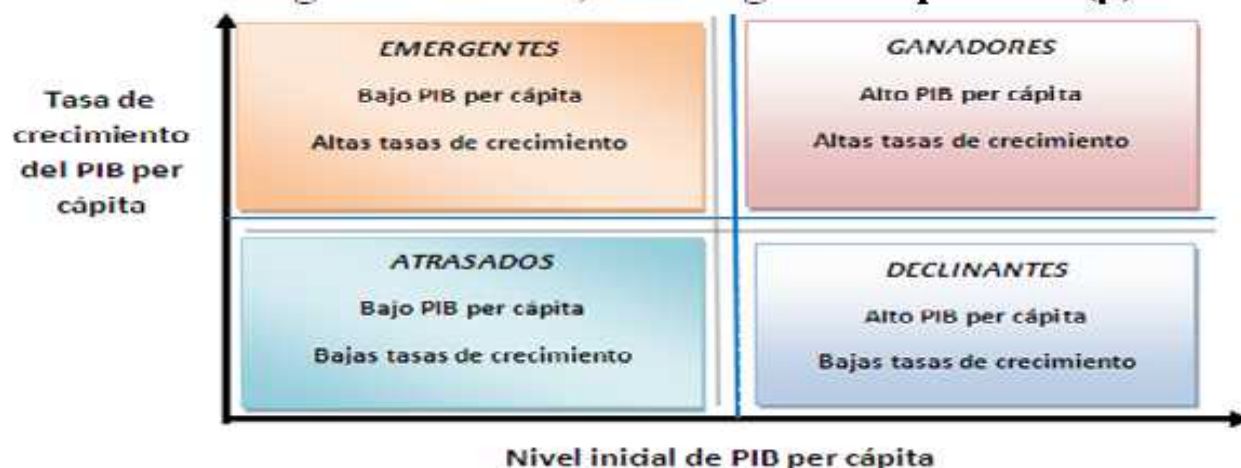 Tasa de
crecimiento
del PIB per
cápita
EMERGENTES
Bajo PIB per cápita
Altas tasas de crecimiento
GANADORES
Alto PIB per cápita
Altas tasas de crecimiento
ATRASADOS
Bajo PIB per cápita
Bajas tasas de crecimiento
DECLINANTES
Alto PIB per cápita
Bajas tasas de crecimiento
Nivel inicial de PIB per cápita